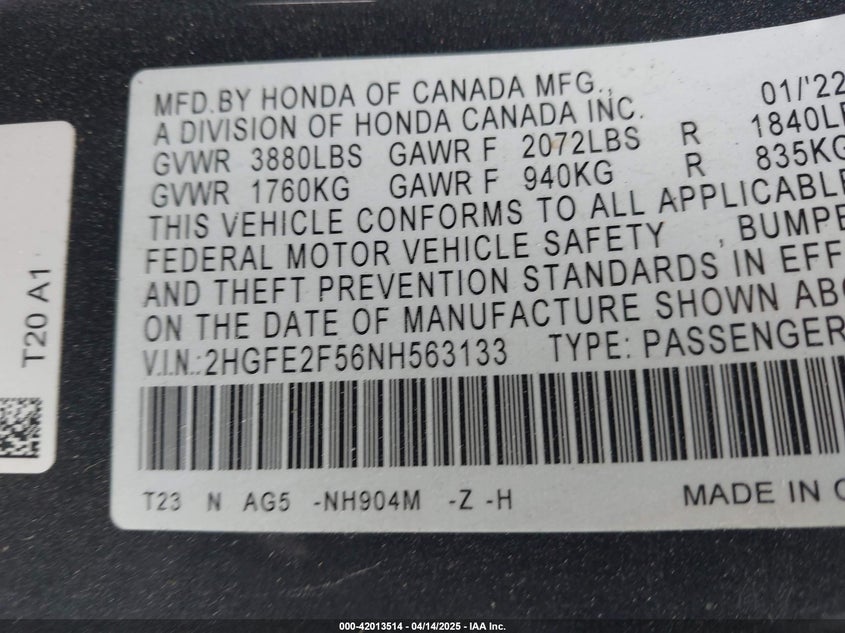 MFD.BY HONDA OF CANADA MFG., 01/'22
A DIVISION OF HONDA CANADA INC.
GVWR 3880LBS GAWR F 2072LBS R 1840L
GVWR 1760KG GAWR F 940KG R 835KG
THIS VEHICLE CONFORMS TO ALL APPLICABLE
FEDERAL MOTOR VEHICLE SAFETY , BUMPE
AND THEFT PREVENTION STANDARDS IN EFF
ON THE DATE OF MANUFACTURE SHOWN AB
V.I.N.:2HGFE2F56NH563133 TYPE: PASSENGER
T23 N AG5 -NH904M -Z -H MADE IN C
T20 A1
000-42013514 - 04/14/2025 - IAA Inc.